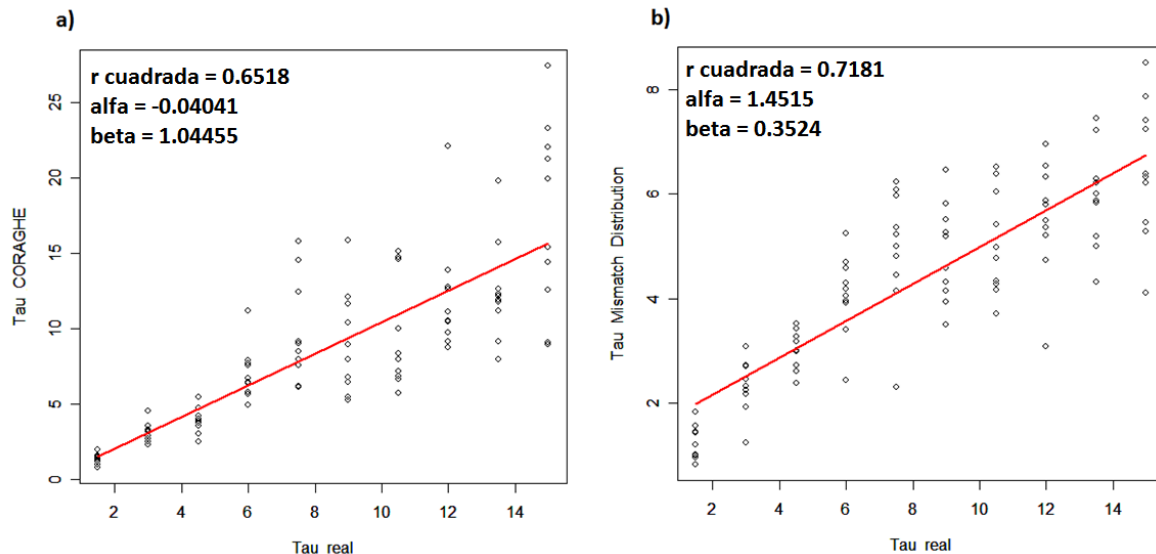 a)
r cuadrada = 0.6518
alfa = -0.04041
beta = 1.04455
Tau CORAGHE
0
5
10
15
20
25
2 4 6 8 10 12 14
Tau real
b)
r cuadrada = 0.7181
alfa = 1.4515
beta = 0.3524
Tau Mismatch Distribution
2
4
6
8
2 4 6 8 10 12 14
Tau real